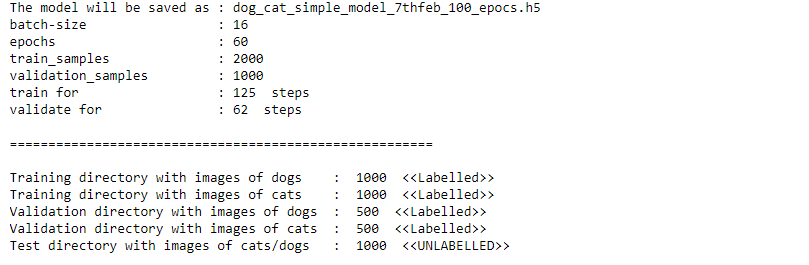 The model will be saved as : dog_cat_simple_model_7thfeb_100_epocs.h5
batch-size : 16
epochs : 60
train_samples : 2000
validation_samples : 1000
train for : 125 steps
validate for : 62 steps
=======================================================
Training directory with images of dogs : 1000 <<Labelled>>
Training directory with images of cats : 1000 <<Labelled>>
Validation directory with images of dogs : 500 <<Labelled>>
Validation directory with images of cats : 500 <<Labelled>>
Test directory with images of cats/dogs : 1000 <<UNLABELLED>>